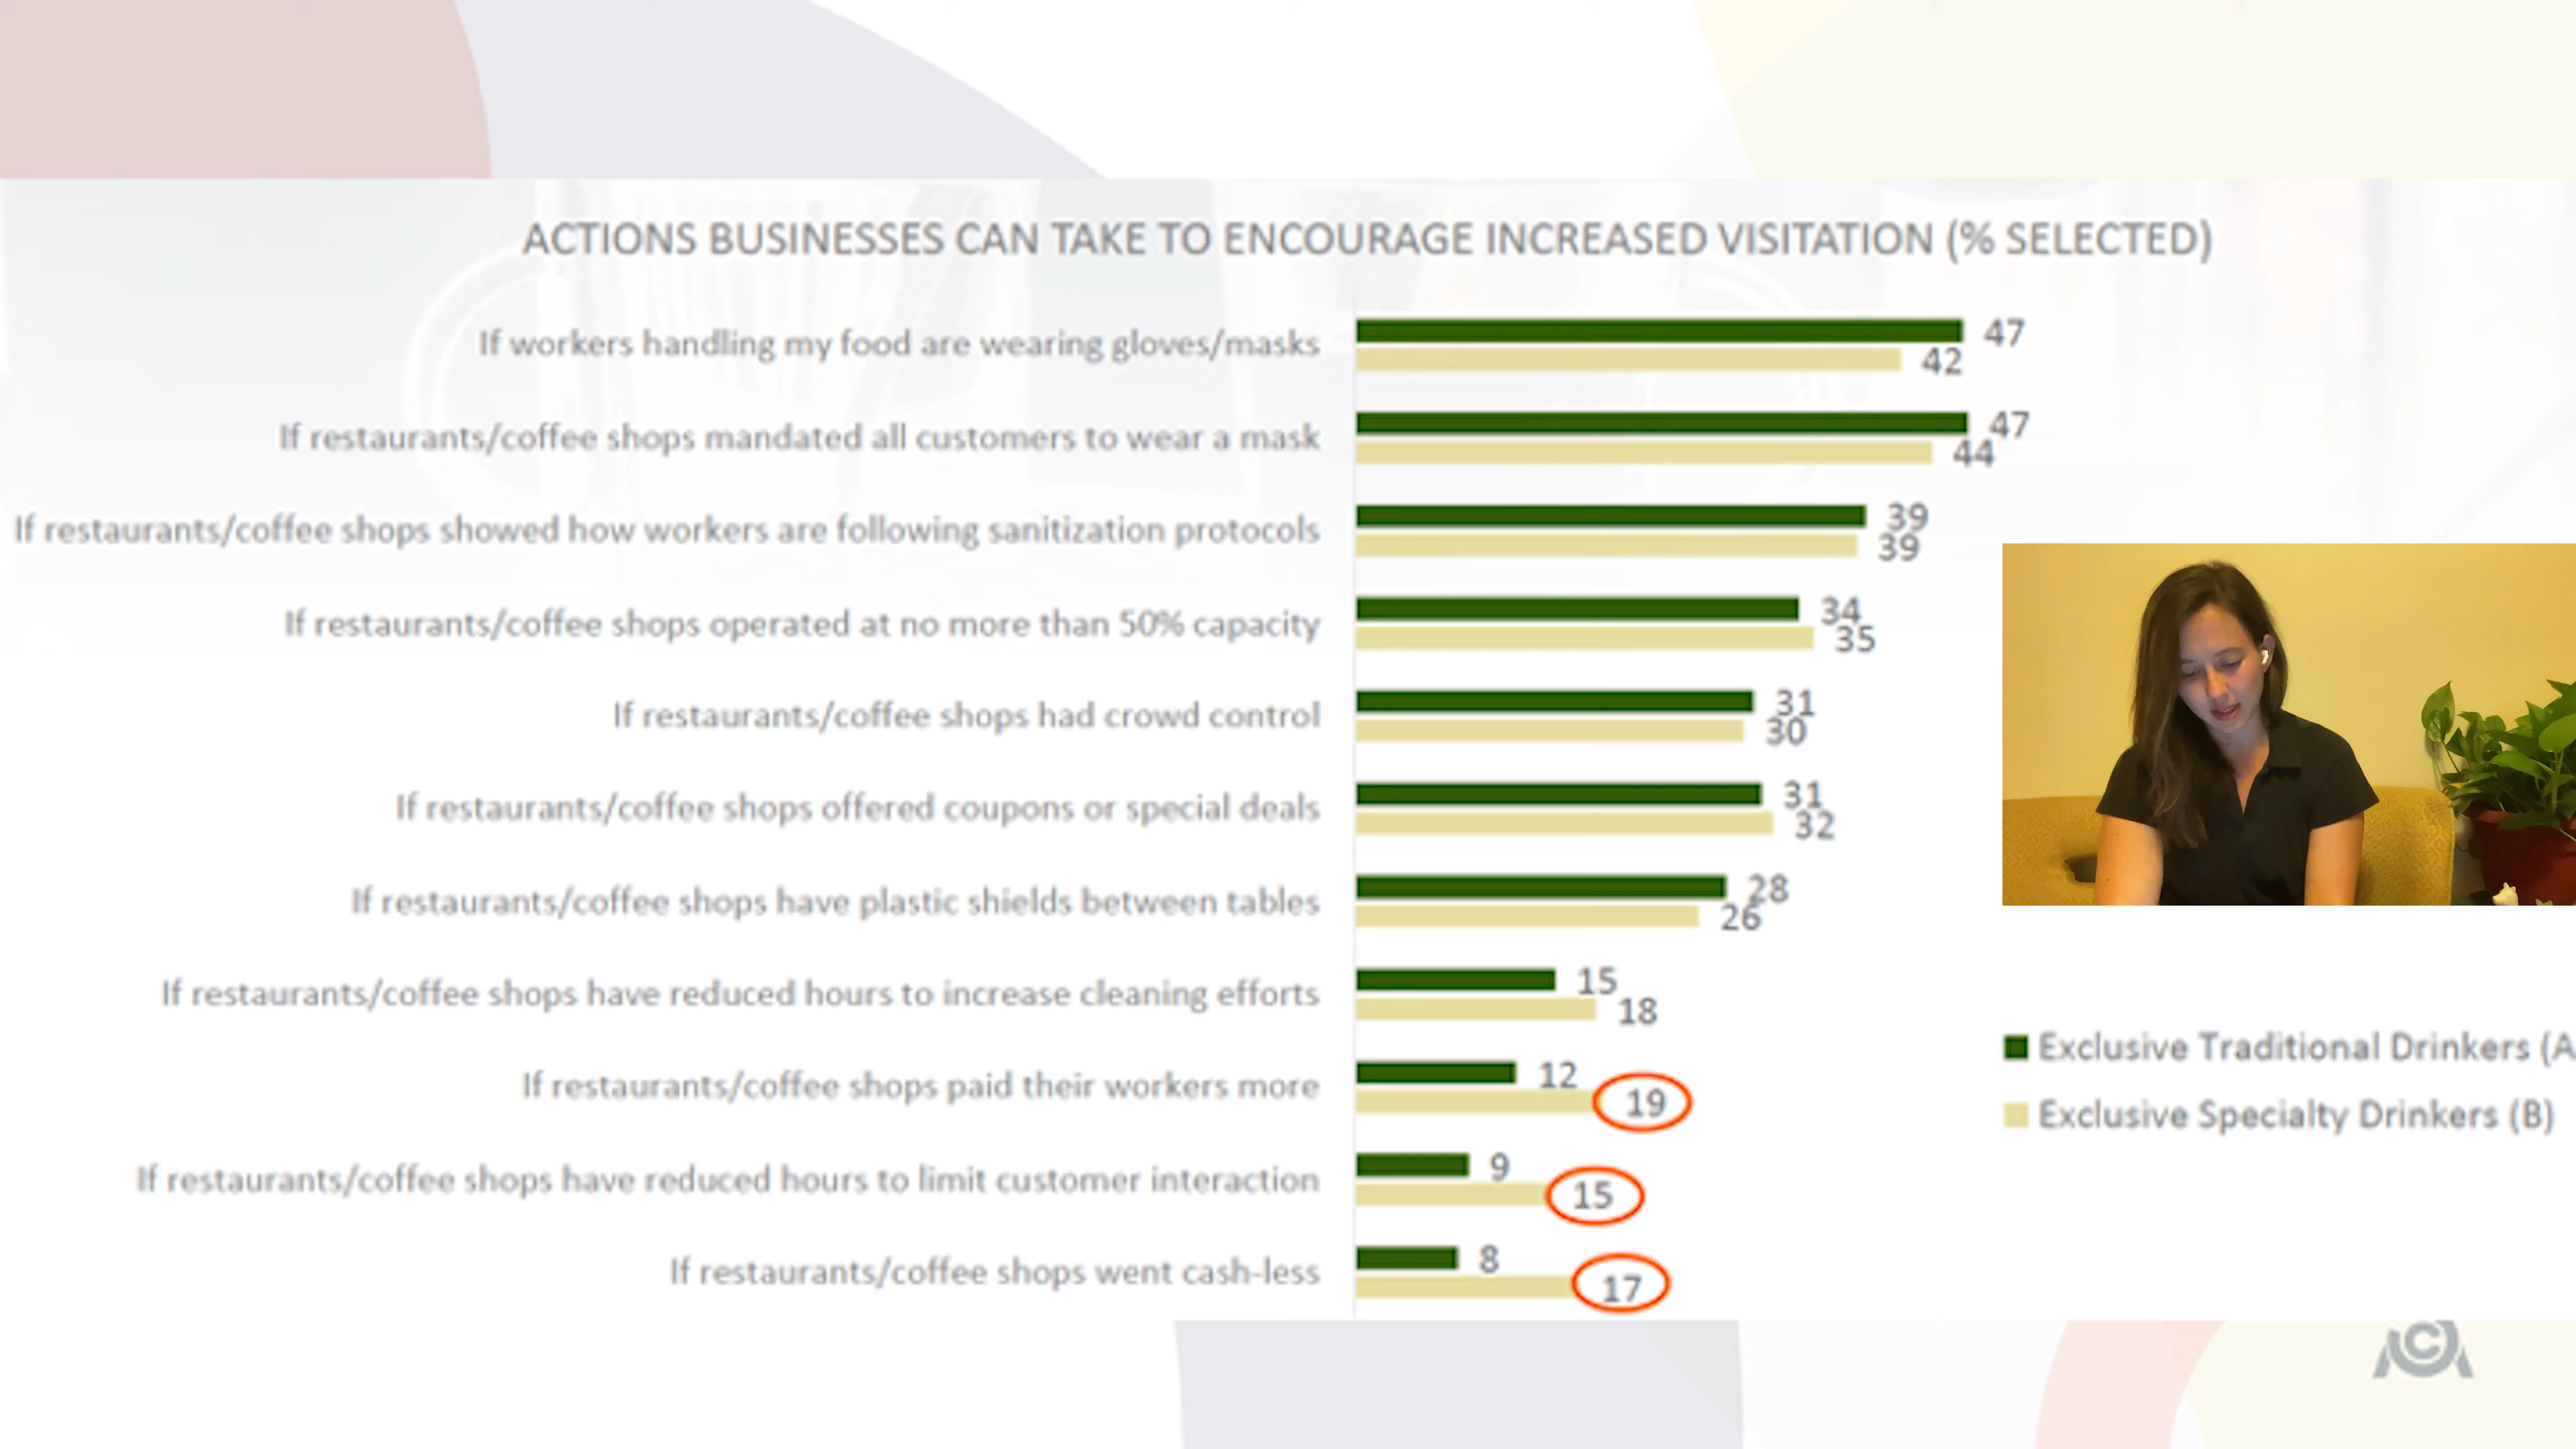 ACTIONS BUSINESSES CAN TAKE TO ENCOURAGE INCREASED VISITATION (% SELECTED)
If workers handling my food are wearing gloves/masks
47
42
If restaurants/coffee shops mandated all customers to wear a mask
47
44
If restaurants/coffee shops showed how workers are following sanitization protocols
39
39
If restaurants/coffee shops operated at no more than 50% capacity
34
35
If restaurants/coffee shops had crowd control
31
30
If restaurants/coffee shops offered coupons or special deals
31
32
If restaurants/coffee shops have plastic shields between tables
28
26
If restaurants/coffee shops have reduced hours to increase cleaning efforts
15
18
If restaurants/coffee shops paid their workers more
12
19
If restaurants/coffee shops have reduced hours to limit customer interaction
9
15
If restaurants/coffee shops went cash-less
8
17
Exclusive Traditional Drinkers (A
Exclusive Specialty Drinkers (B)